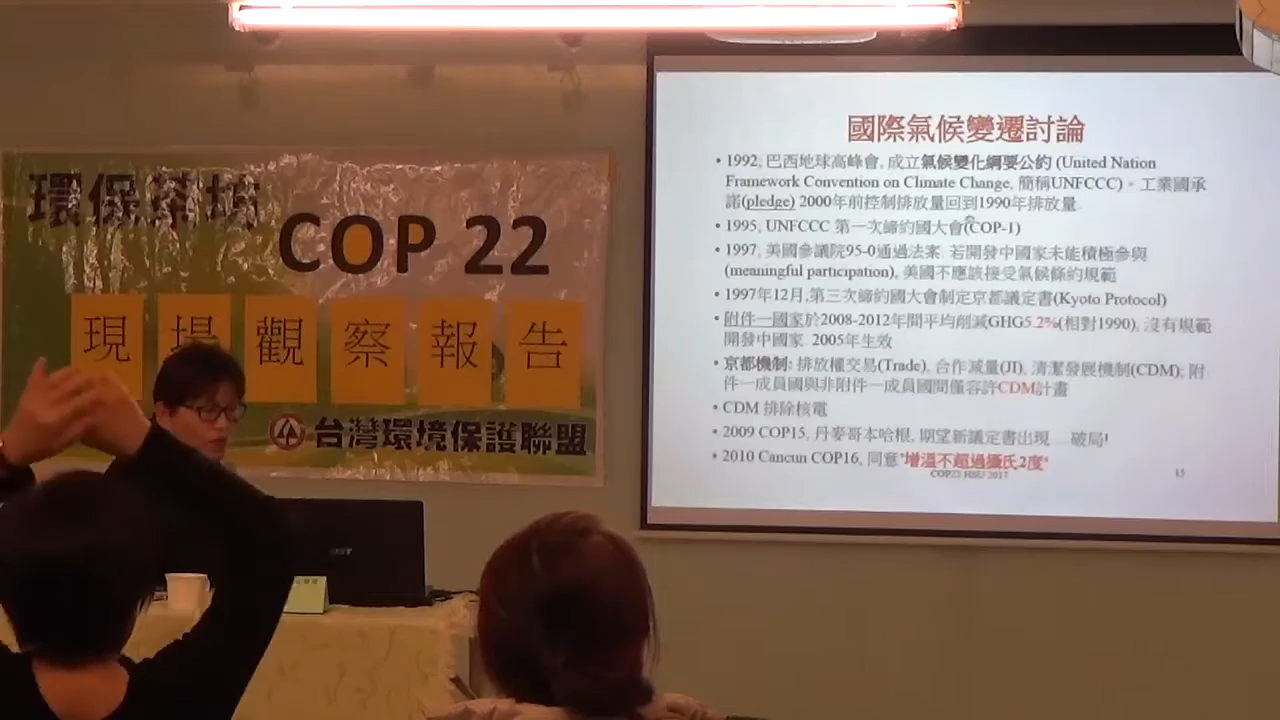 環保茶坊
COP 22
現場觀察報告
台灣環境保護聯盟
國際氣候變遷討論
• 1992, 巴西地球高峰會, 成立氣候變化綱要公約 (United Nation
Framework Convention on Climate Change, 簡稱UNFCCC)。工業國承
諾(pledge) 2000年前控制排放量回到1990年排放量
• 1995, UNFCCC 第一次締約國大會(COP-1)
• 1997, 美國參議院95-0通過法案, 若開發中國家未能積極參與
(meaningful participation), 美國不應該接受氣候條約規範
• 1997年12月,第三次締約國大會制定京都議定書(Kyoto Protocol)
• 附件一國家於2008-2012年間平均削減GHG5.2%(相對1990), 沒有規範
開發中國家. 2005年生效
• 京都機制: 排放權交易(Trade), 合作減量(JI), 清潔發展機制(CDM); 附
件一成員國與非附件一成員國間僅容許CDM計畫
• CDM 排除核電
• 2009 COP15, 丹麥哥本哈根, 期望新議定書出現….破局!
• 2010 Cancun COP16, 同意"增溫不超過攝氏2度"
COP22 HSU 2017
15